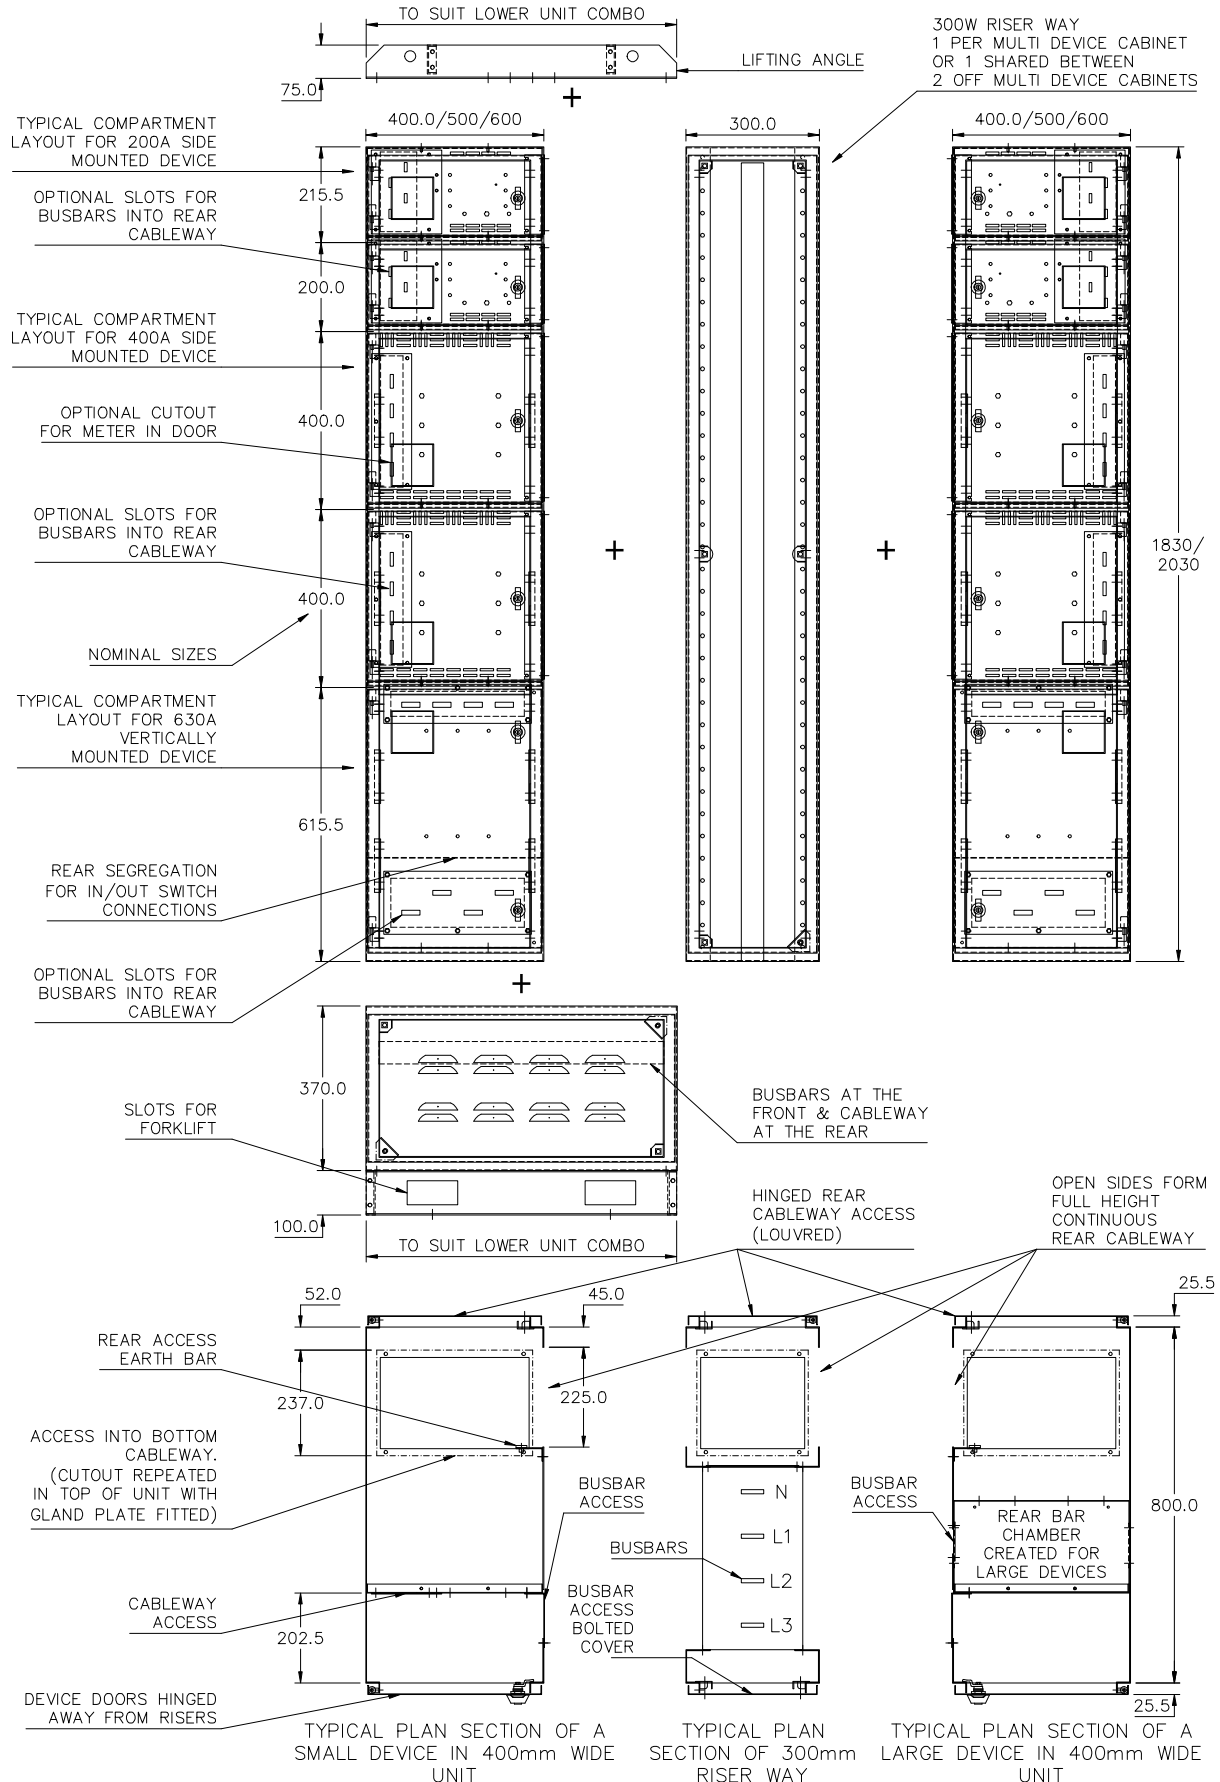 TO SUIT LOWER UNIT COMBO
75.0
LIFTING ANGLE
300W RISER WAY
1 PER MULTI DEVICE CABINET
OR 1 SHARED BETWEEN
2 OFF MULTI DEVICE CABINETS
400.0/500/600
300.0
400.0/500/600
TYPICAL COMPARTMENT
LAYOUT FOR 200A SIDE
MOUNTED DEVICE
215.5
OPTIONAL SLOTS FOR
BUSBARS INTO REAR
CABLEWAY
200.0
TYPICAL COMPARTMENT
LAYOUT FOR 400A SIDE
MOUNTED DEVICE
400.0
OPTIONAL CUTOUT
FOR METER IN DOOR
OPTIONAL SLOTS FOR
BUSBARS INTO REAR
CABLEWAY
400.0
+
+
+
1830/
2030
NOMINAL SIZES
TYPICAL COMPARTMENT
LAYOUT FOR 630A
VERTICALLY
MOUNTED DEVICE
615.5
REAR SEGREGATION
FOR IN/OUT SWITCH
CONNECTIONS
OPTIONAL SLOTS FOR
BUSBARS INTO REAR
CABLEWAY
+
370.0
SLOTS FOR
FORKLIFT
BUSBARS AT THE
FRONT & CABLEWAY
AT THE REAR
100.0
TO SUIT LOWER UNIT COMBO
HINGED REAR
CABLEWAY ACCESS
(LOUVRED)
OPEN SIDES FORM
FULL HEIGHT
CONTINUOUS
REAR CABLEWAY
52.0
45.0
25.5
REAR ACCESS
EARTH BAR
237.0
225.0
ACCESS INTO BOTTOM
CABLEWAY.
(CUTOUT REPEATED
IN TOP OF UNIT WITH
GLAND PLATE FITTED)
BUSBAR
ACCESS
N
L1
L2
L3
BUSBARS
BUSBAR
ACCESS
BOLTED
COVER
BUSBAR
ACCESS
REAR BAR
CHAMBER
CREATED FOR
LARGE DEVICES
800.0
CABLEWAY
ACCESS
202.5
DEVICE DOORS HINGED
AWAY FROM RISERS
25.5
TYPICAL PLAN SECTION OF A
SMALL DEVICE IN 400mm WIDE
UNIT
TYPICAL PLAN
SECTION OF 300mm
RISER WAY
TYPICAL PLAN SECTION OF A
LARGE DEVICE IN 400mm WIDE
UNIT